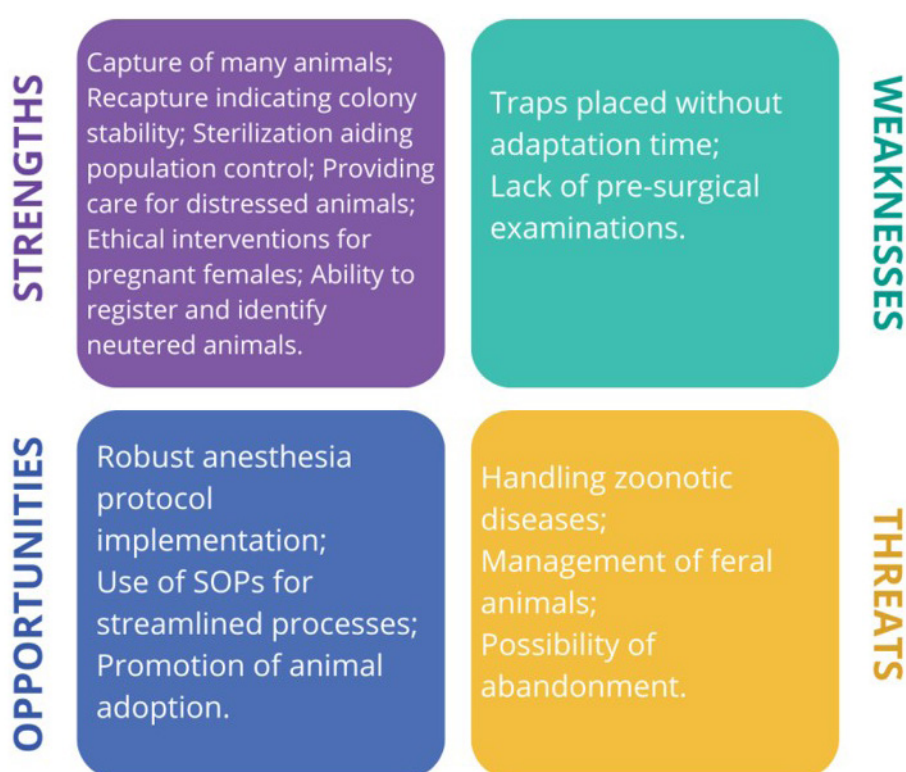 STRENGTHS
Capture of many animals;
Recapture indicating colony
stability; Sterilization aiding
population control; Providing
care for distressed animals;
Ethical interventions for
pregnant females; Ability to
register and identify
neutered animals.
WEAKNESSES
Traps placed without
adaptation time;
Lack of pre-surgical
examinations.
OPPORTUNITIES
Robust anesthesia
protocol
implementation;
Use of SOPs for
streamlined processes;
Promotion of animal
adoption.
THREATS
Handling zoonotic
diseases;
Management of feral
animals;
Possibility of
abandonment.